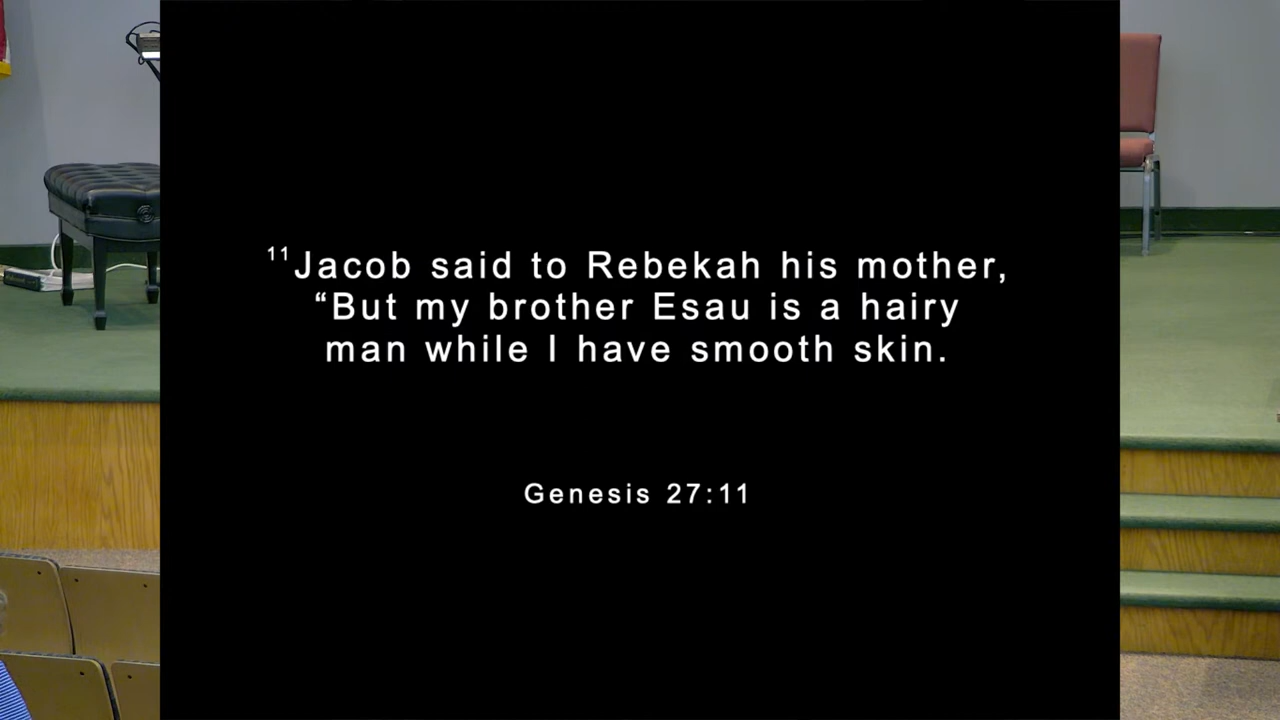 ¹¹Jacob said to Rebekah his mother,
“But my brother Esau is a hairy
man while I have smooth skin.
Genesis 27:11